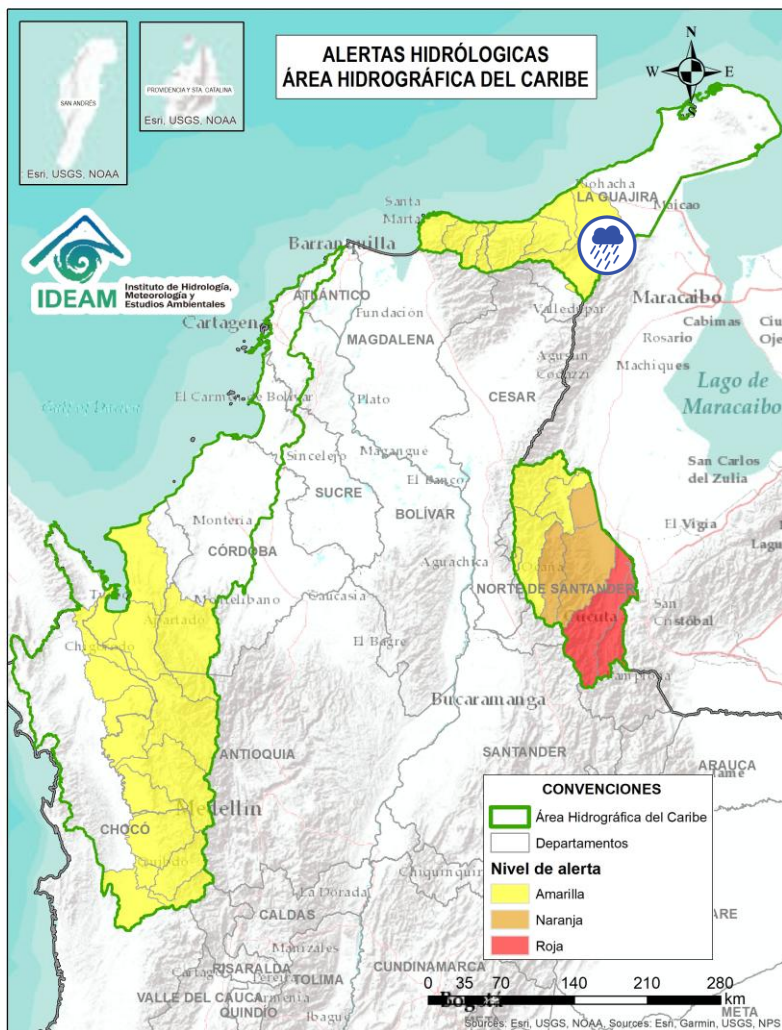 ALERTAS HIDRÓLOGICAS
ÁREA HIDROGRÁFICA DEL CARIBE
N
W
E
S
SAN ANDRÉS
Esri, USGS, NOAA
PROVIDENCIA Y STA. CATALINA
Esri, USGS, NOAA
IDEAM
Instituto de Hidrología,
Meteorología y
Estudios Ambientales
Riohacha
LA GUAJIRA
Maicao
Santa
Marta
Barranquilla
ATLÁNTICO
Cartagena
Fundación
MAGDALENA
Valledupar
Maracaibo
Cabimas
Rosario
Agustín
Codazzi
Machiques
Lago de
Maracaibo
CESAR
El Carmen de Bolívar
Plato
Sincelejo
Magangue
San Carlos
del Zulia
SUCRE
El Banco
BOLÍVAR
Montería
CÓRDOBA
El Vigía
Aguachica
Ocaña
NORTE DE SANTANDER
Montelibano
Caucasia
Apartado
Cúcuta
San
Cristóbal
Chigorodo
El Bagre
Pamplona
Bucaramanga
ANTIOQUIA
SANTANDER
ARAUCA
Medellín
CHOCÓ
Quibdó
La Dorada
CALDAS
Manizales
RISARALDA
TOLIMA
CUNDINAMARCA
VALLE DEL CAUCA
QUINDÍO
Ibague
Bogotá
META
CONVENCIONES
Área Hidrográfica del Caribe
Departamentos
Nivel de alerta
Amarilla
Naranja
Roja
0 35 70 140 210 280
km
Sources: Esri, USGS, NOAA, Sources: Esri, Garmin, USGS, NPS